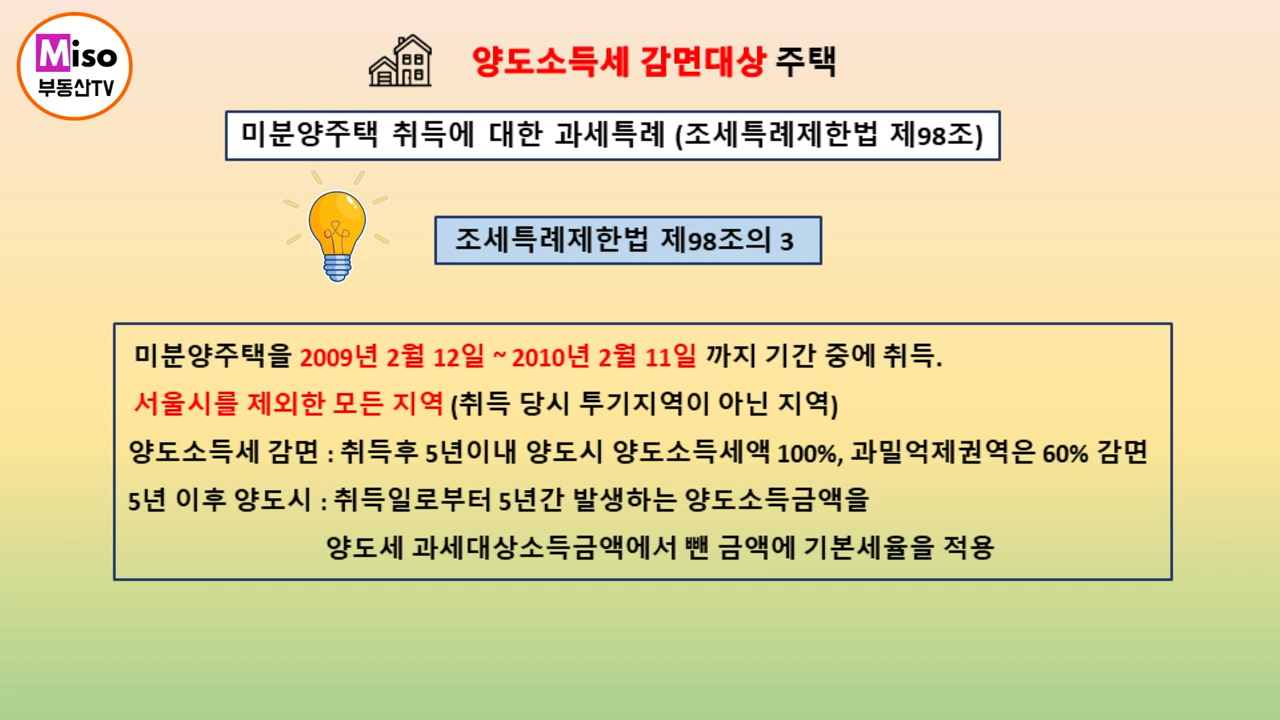 Miso
부동산TV
양도소득세 감면대상 주택
미분양주택 취득에 대한 과세특례 (조세특례제한법 제98조)
조세특례제한법 제98조의 3
미분양주택을 2009년 2월 12일 ~ 2010년 2월 11일 까지 기간 중에 취득.
서울시를 제외한 모든 지역 (취득 당시 투기지역이 아닌 지역)
양도소득세 감면 : 취득후 5년이내 양도시 양도소득세액 100%, 과밀억제권역은 60% 감면
5년 이후 양도시 : 취득일로부터 5년간 발생하는 양도소득금액을
양도세 과세대상소득금액에서 뺀 금액에 기본세율을 적용